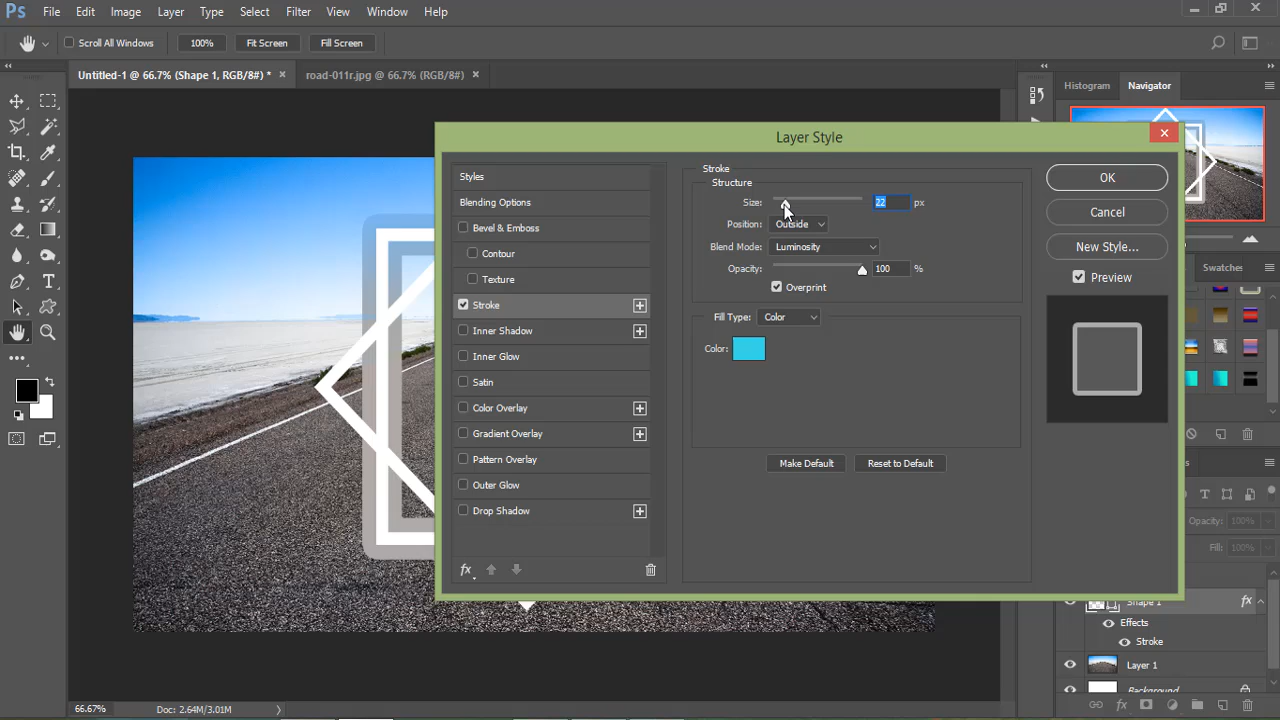 Ps File Edit Image Layer Type Select Filter View Window Help
Scroll All Windows 100% Fit Screen Fill Screen
Untitled-1 @ 66.7% (Shape 1, RGB/8#) * road-011r.jpg @ 66.7% (RGB/8#)
Histogram Navigator
Layer Style
Styles
Blending Options
Bevel & Emboss
Contour
Texture
Stroke
Inner Shadow
Inner Glow
Satin
Color Overlay
Gradient Overlay
Pattern Overlay
Outer Glow
Drop Shadow
fx
Stroke
Structure
Size: 22 px
Position: Outside
Blend Mode: Luminosity
Opacity: 100 %
Overprint
Fill Type: Color
Color:
Make Default Reset to Default
OK
Cancel
New Style...
Preview
Swatches
Opacity: 100%
Fill: 100%
Shape 1 fx
Effects
Stroke
Layer 1
Background
fx
66.67% Doc: 2.64M/3.01M